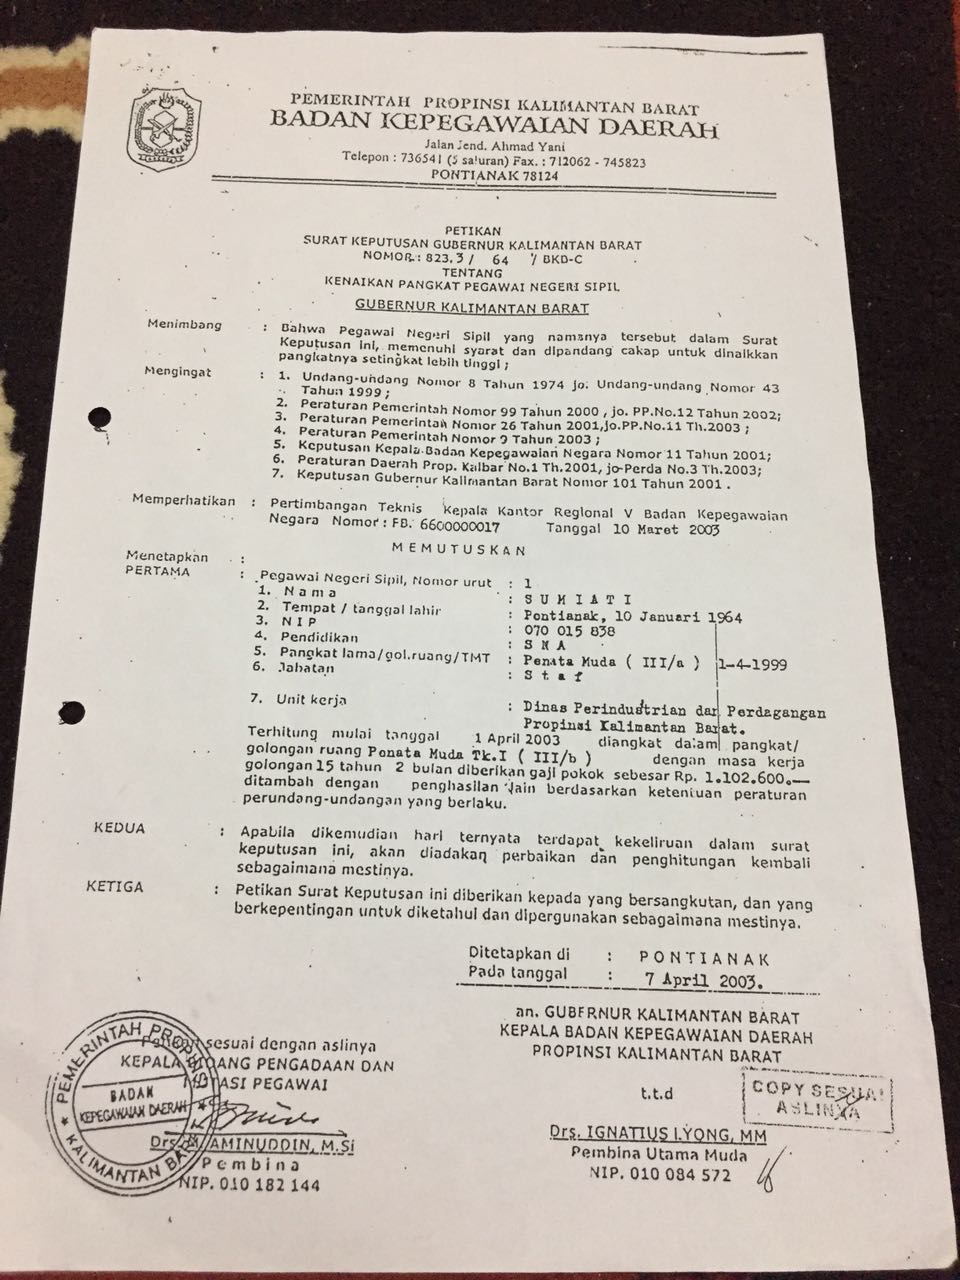 PEMERINTAH PROPINSI KALIMANTAN BARAT
BADAN KEPEGAWAIAN DAERAH
Jalan Jend. Ahmad Yani
Telepon : 736541 (5 saluran) Fax. : 712062 - 745823
PONTIANAK 78124
PETIKAN
SURAT KEPUTUSAN GUBERNUR KALIMANTAN BARAT
NOMOR : 823.3 / 64 / BKD-C
TENTANG
KENAIKAN PANGKAT PEGAWAI NEGERI SIPIL
GUBERNUR KALIMANTAN BARAT
Menimbang : Bahwa Pegawai Negeri Sipil yang namanya tersebut dalam Surat
Keputusan ini, memenuhi syarat dan dipandang cakap untuk dinaikkan
pangkatnya setingkat lebih tinggi ;
Mengingat : 1. Undang-undang Nomor 8 Tahun 1974 jo. Undang-undang Nomor 43
Tahun 1999 ;
2. Peraturan Pemerintah Nomor 99 Tahun 2000 , jo. PP.No.12 Tahun 2002;
3. Peraturan Pemerintah Nomor 26 Tahun 2001,jo.PP.No.11 Th.2003 ;
4. Peraturan Pemerintah Nomor 9 Tahun 2003 ;
5. Keputusan Kepala Badan Kepegawaian Negara Nomor 11 Tahun 2001;
6. Peraturan Daerah Prop. Kalbar No.1 Th.2001, jo-Perda No.3 Th.2003;
7. Keputusan Gubernur Kalimantan Barat Nomor 101 Tahun 2001 .
Memperhatikan : Pertimbangan Teknis Kepala Kantor Regional V Badan Kepegawaian
Negara Nomor : FB. 6600000017 Tanggal 10 Maret 2003
MEMUTUSKAN
Menetapkan :
PERTAMA : Pegawai Negeri Sipil, Nomor urut : 1
1. Nama : SUMIATI
2. Tempat / tanggal lahir : Pontianak, 10 Januari 1964
3. NIP : 070 015 838
4. Pendidikan : SMA
5. Pangkat lama/gol.ruang/TMT : Penata Muda ( III/a ) 1-4-1999
6. Jabatan : Staf
7. Unit kerja : Dinas Perindustrian dan Perdagangan
Propinsi Kalimantan Barat.
Terhitung mulai tanggal 1 April 2003 diangkat dalam pangkat/
golongan ruang Penata Muda Tk.I ( III/b ) dengan masa kerja
golongan 15 tahun 2 bulan diberikan gaji pokok sebesar Rp. 1.102.600.—
ditambah dengan penghasilan lain berdasarkan ketentuan peraturan
perundang-undangan yang berlaku.
KEDUA : Apabila dikemudian hari ternyata terdapat kekeliruan dalam surat
keputusan ini, akan diadakan perbaikan dan penghitungan kembali
sebagaimana mestinya.
KETIGA : Petikan Surat Keputusan ini diberikan kepada yang bersangkutan, dan yang
berkepentingan untuk diketahui dan dipergunakan sebagaimana mestinya.
Ditetapkan di : PONTIANAK
Pada tanggal : 7 April 2003.
an. GUBERNUR KALIMANTAN BARAT
KEPALA BADAN KEPEGAWAIAN DAERAH
PROPINSI KALIMANTAN BARAT
t.t.d
COPY SESUAI
ASLINYA
Drs. IGNATIUS LYONG, MM
Pembina Utama Muda
NIP. 010 084 572
sesuai dengan aslinya
KEPALA BIDANG PENGADAAN DAN
ASI PEGAWAI
PEMERINTAH PROPINSI
BADAN
KEPEGAWAIAN DAERAH
KALIMANTAN BARAT
Drs. AMINUDDIN, M.Si
Pembina
NIP. 010 182 144